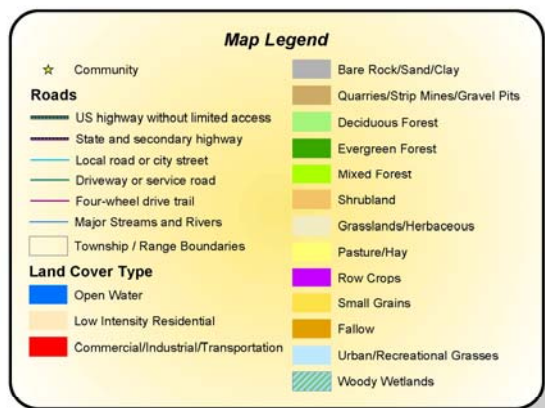 Map Legend
Community
Roads
US highway without limited access
State and secondary highway
Local road or city street
Driveway or service road
Four-wheel drive trail
Major Streams and Rivers
Township / Range Boundaries
Land Cover Type
Open Water
Low Intensity Residential
Commercial/Industrial/Transportation
Bare Rock/Sand/Clay
Quarries/Strip Mines/Gravel Pits
Deciduous Forest
Evergreen Forest
Mixed Forest
Shrubland
Grasslands/Herbaceous
Pasture/Hay
Row Crops
Small Grains
Fallow
Urban/Recreational Grasses
Woody Wetlands